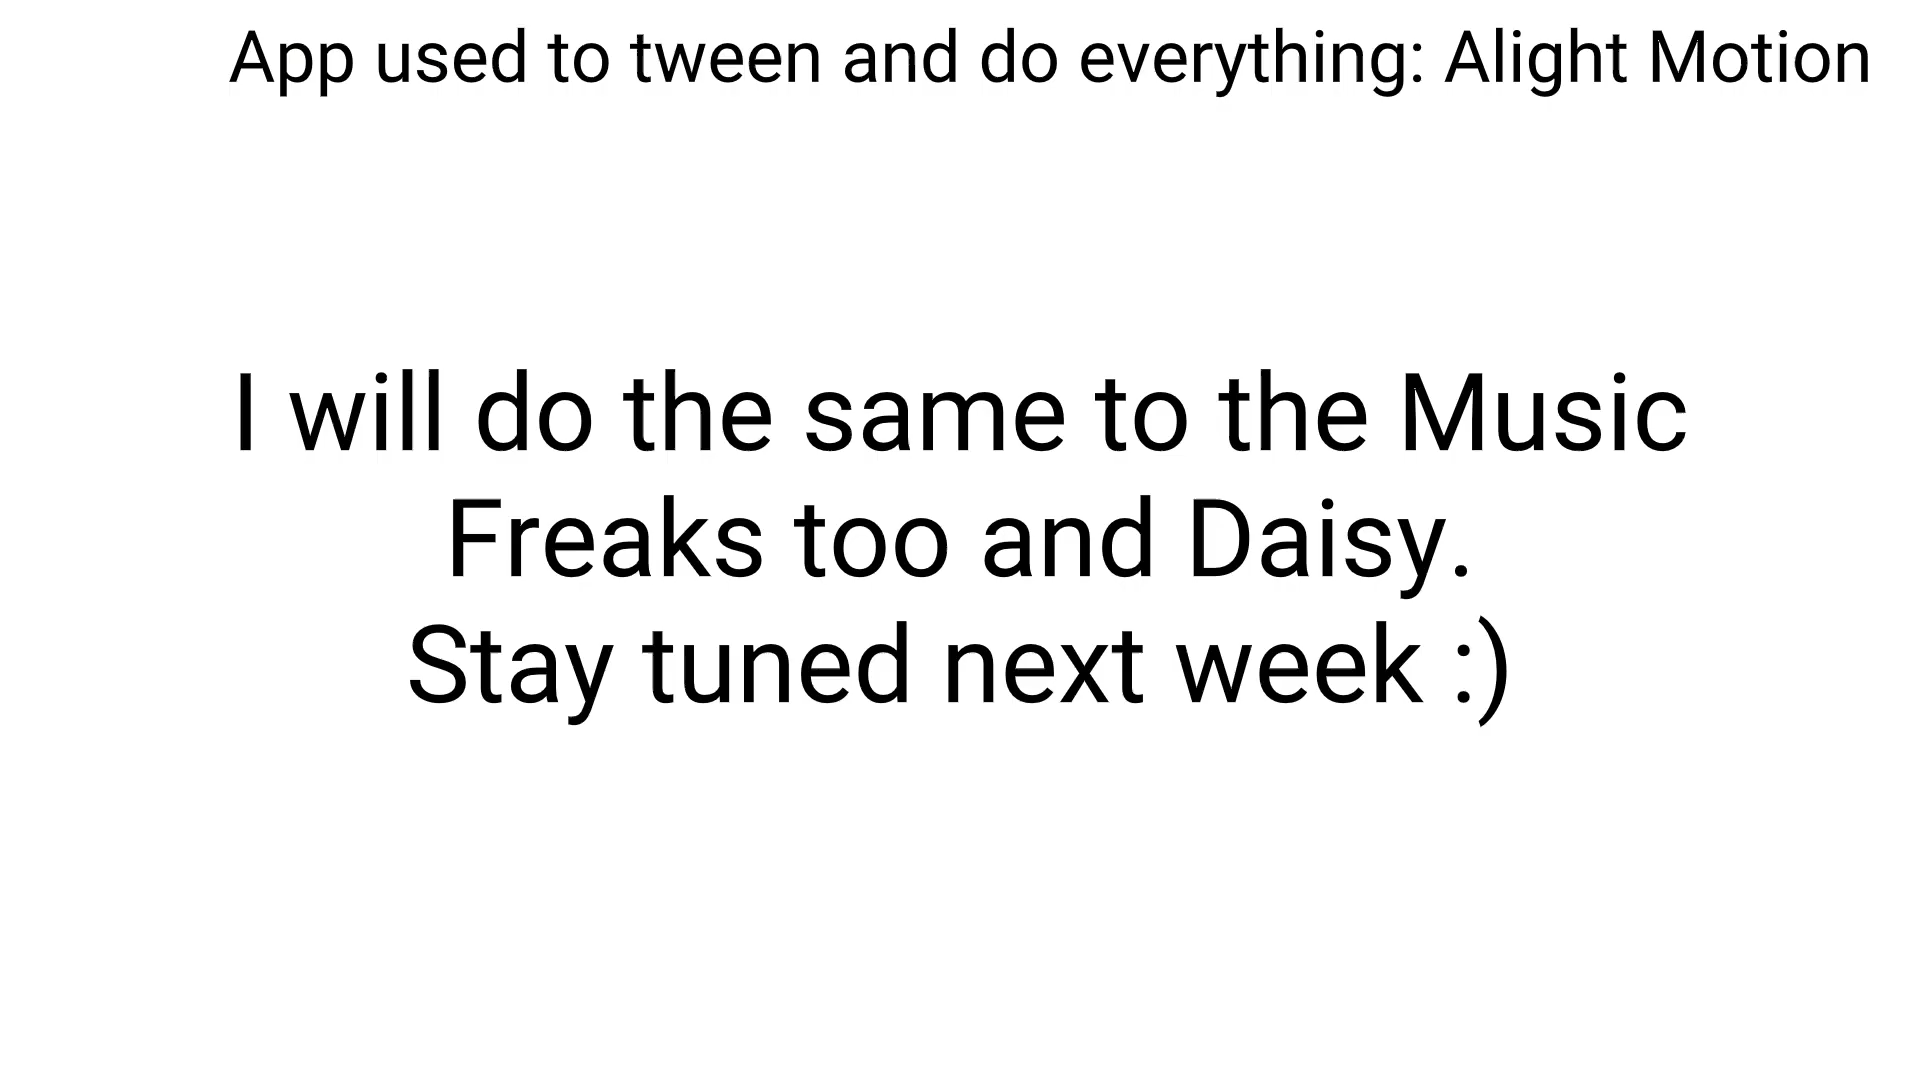 App used to tween and do everything: Alight Motion
I will do the same to the Music
Freaks too and Daisy.
Stay tuned next week :)